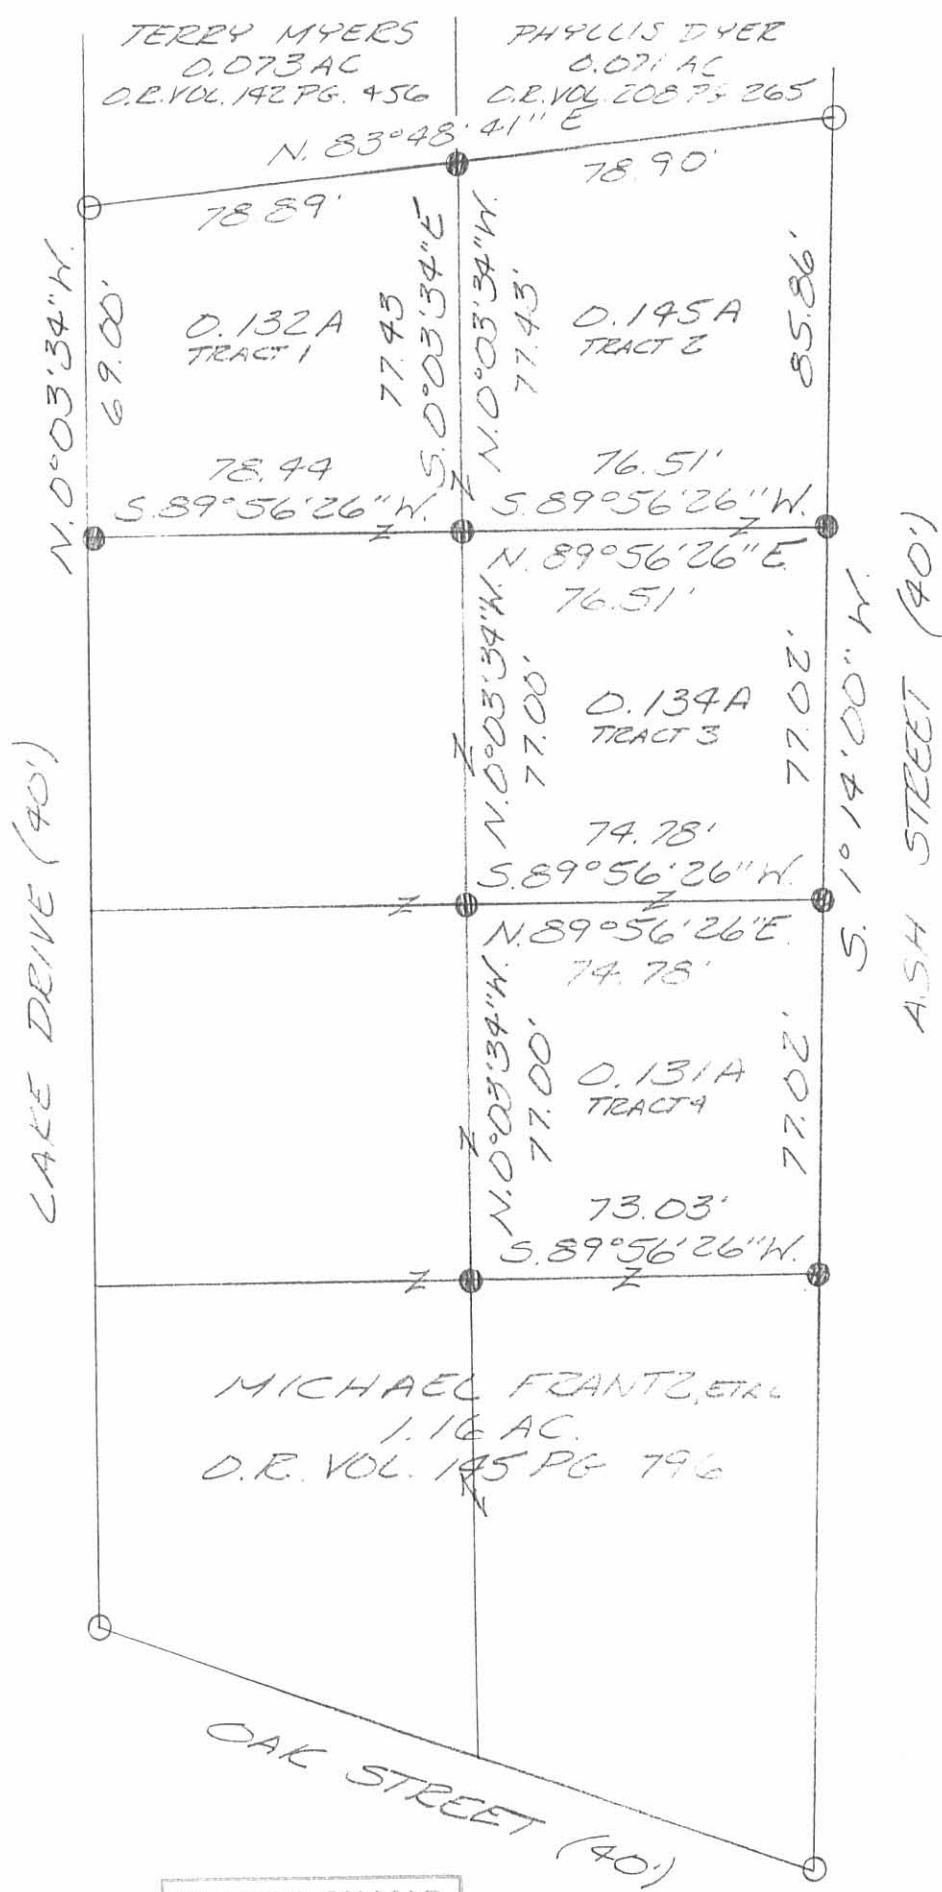 TERRY MYERS
0.073 AC
O.R. VOL. 142 PG. 456
PHYLLIS DYER
0.071 AC
O.R. VOL. 208 PG 265
N. 83°48'41" E
78.89'
78.90'
N. 0°03'34" W.
69.00'
0.132 A
TRACT 1
77.43
S. 0°03'34" E
N. 0°03'34" W.
77.43'
0.145 A
TRACT 2
85.86'
78.44
S. 89°56'26" W.
76.51'
S. 89°56'26" W.
N. 89°56'26" E.
76.51'
N. 0°03'34" W.
77.00'
0.134 A
TRACT 3
77.02'
74.78'
S. 89°56'26" W.
S. 1°14'00" W.
ASH STREET (40')
LAKE DRIVE (40')
N. 89°56'26" E.
74.78'
N. 0°03'34" W.
77.00'
0.131 A
TRACT 4
77.02'
73.03'
S. 89°56'26" W.
MICHAEL FRANTZ, ETAL
1.16 AC.
O.R. VOL. 145 PG 796
OAK STREET (40')